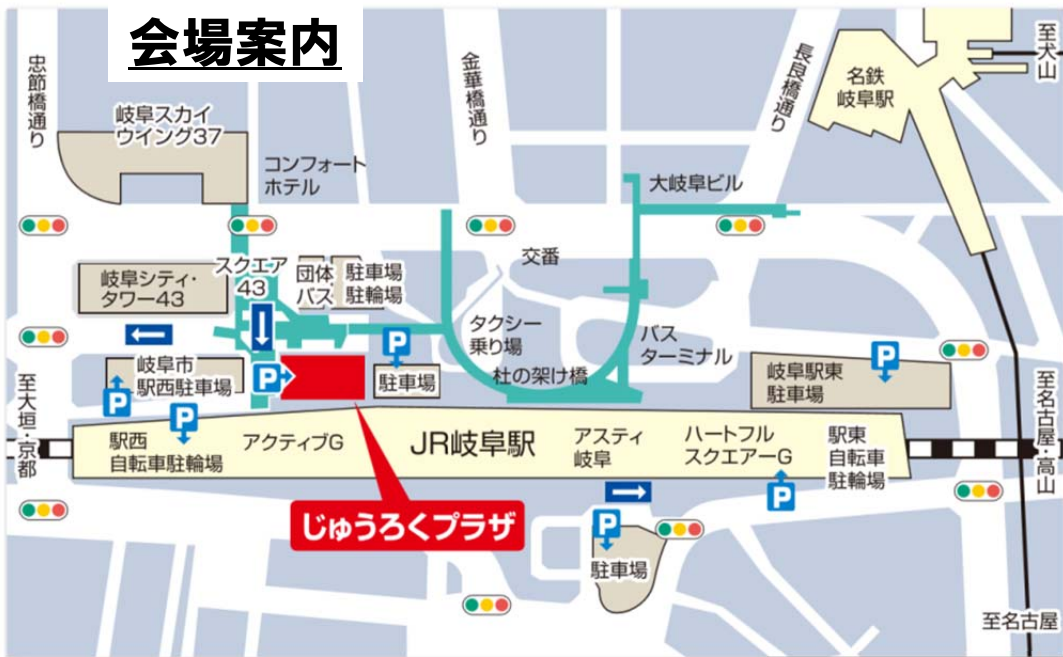 会場案内
忠節橋通り
金華橋通り
長良橋通り
至犬山
名鉄
岐阜駅
岐阜スカイ
ウイング37
コンフォート
ホテル
大岐阜ビル
交番
スクエア
43
団体
バス
駐車場
駐輪場
岐阜シティ・
タワー43
タクシー
乗り場
バス
ターミナル
杜の架け橋
岐阜市
駅西駐車場
P
P
P
P
駐車場
岐阜駅東
駐車場
P
至大垣・京都
至名古屋・高山
駅西
自転車駐輪場
P
アクティブG
JR岐阜駅
アスティ
岐阜
ハートフル
スクエアーG
駅東
自転車
駐輪場
P
じゅうろくプラザ
P
駐車場
至名古屋